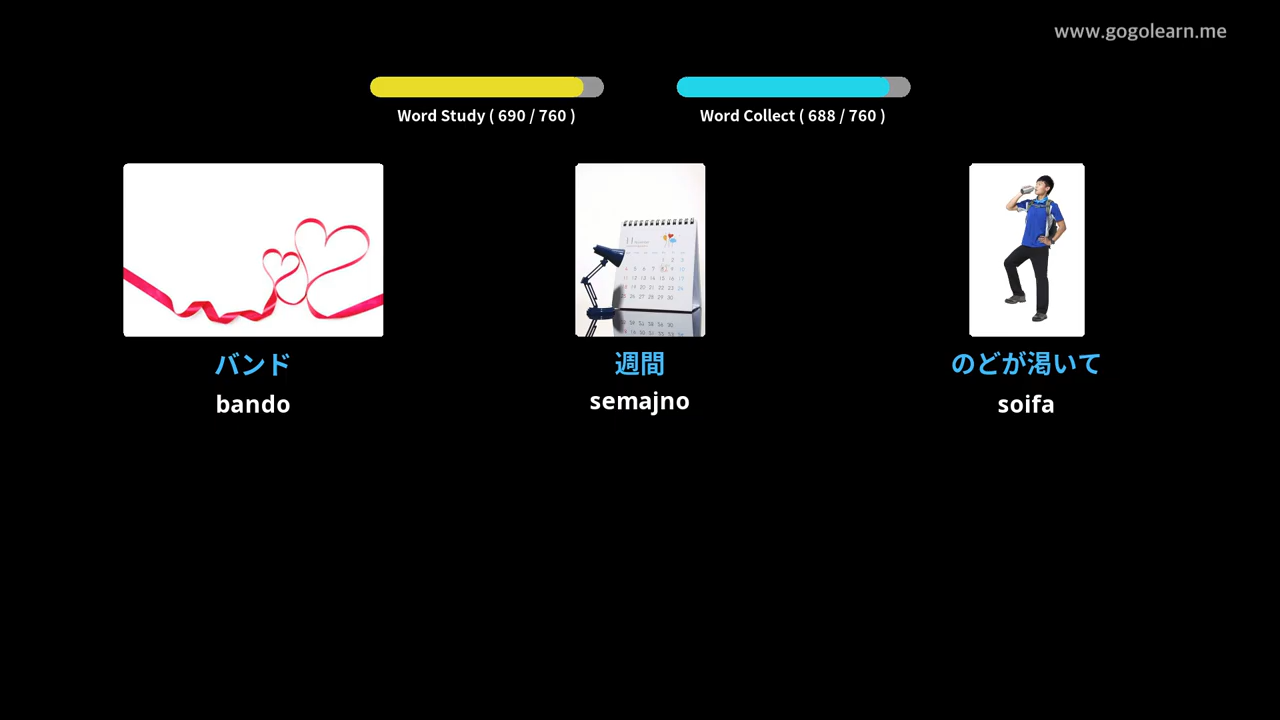 www.gogolearn.me
Word Study ( 690 / 760 )
Word Collect ( 688 / 760 )
バンド
bando
週間
semajno
のどが渇いて
soifa